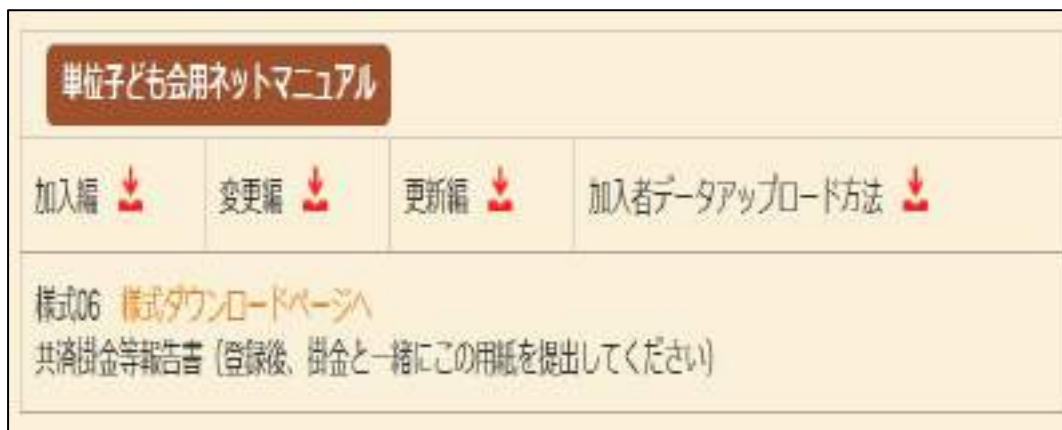 単位子ども会用ネットマニュアル
加入編 変更編 更新編 加入者データアップロード方法
様式06 様式ダウンロードページへ
共済掛金等報告書（登録後、掛金と一緒にこの用紙を提出してください）